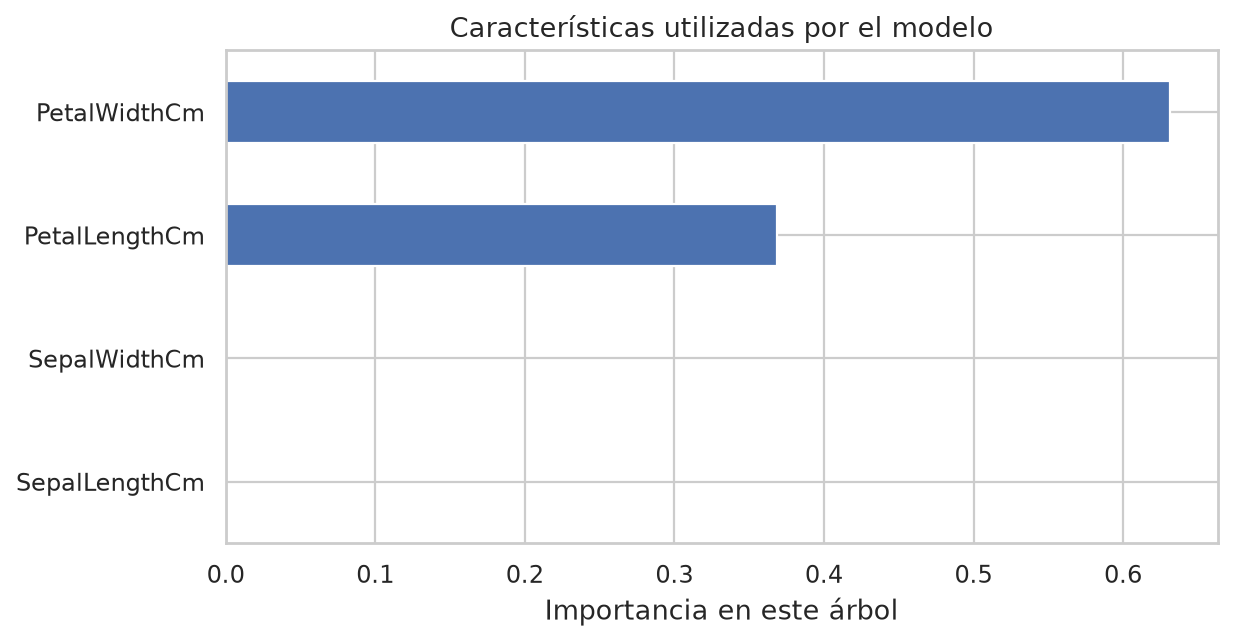 Características utilizadas por el modelo
PetalWidthCm
PetalLengthCm
SepalWidthCm
SepalLengthCm
0.0 0.1 0.2 0.3 0.4 0.5 0.6
Importancia en este árbol